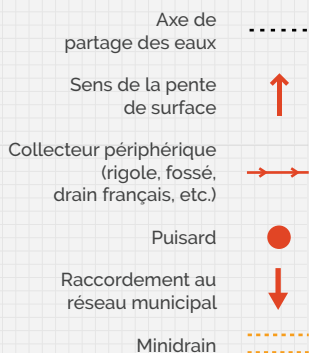 Axe de
partage des eaux
Sens de la pente
de surface
Collecteur périphérique
(rigole, fossé,
drain français, etc.)
Puisard
Raccordement au
réseau municipal
Minidrain